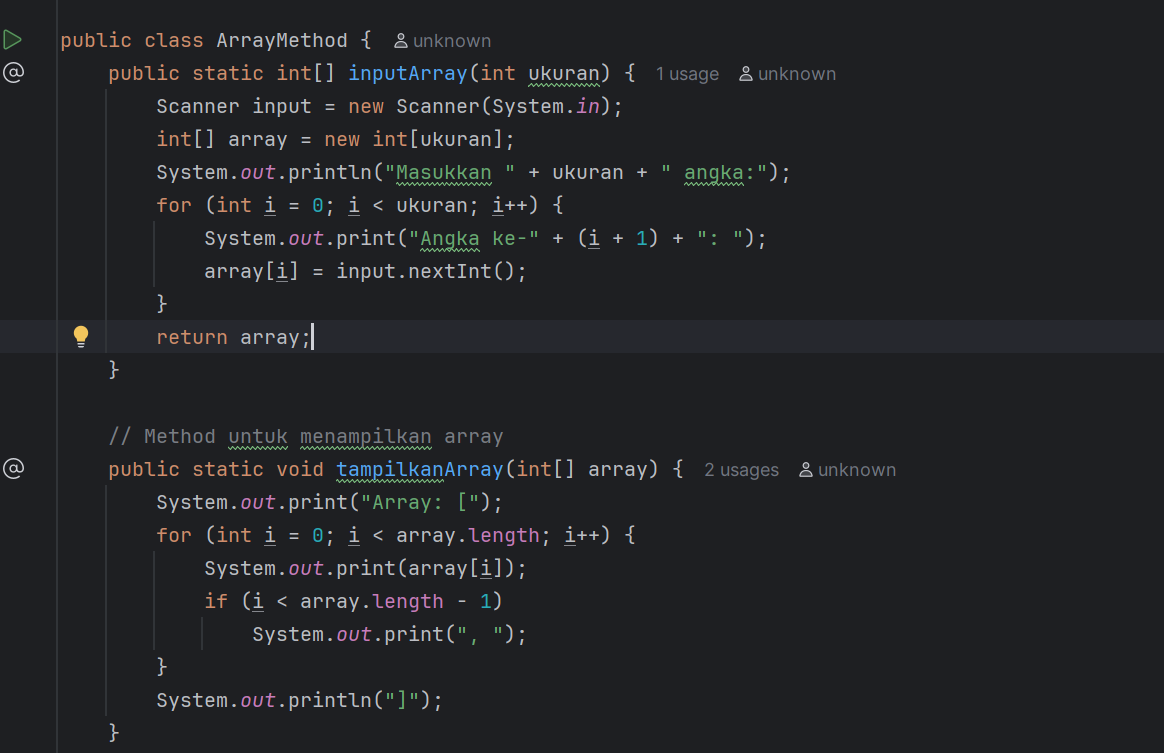 public class ArrayMethod { unknown
@ public static int[] inputArray(int ukuran) { 1 usage unknown
Scanner input = new Scanner(System.in);
int[] array = new int[ukuran];
System.out.println("Masukkan " + ukuran + " angka:");
for (int i = 0; i < ukuran; i++) {
System.out.print("Angka ke-" + (i + 1) + ": ");
array[i] = input.nextInt();
}
return array;
}
// Method untuk menampilkan array
@ public static void tampilkanArray(int[] array) { 2 usages unknown
System.out.print("Array: [");
for (int i = 0; i < array.length; i++) {
System.out.print(array[i]);
if (i < array.length - 1)
System.out.print(", ");
}
System.out.println("]");
}